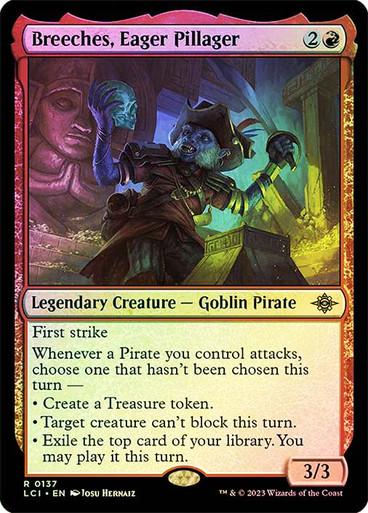 Breeches, Eager Pillager 2
Legendary Creature — Goblin Pirate
First strike
Whenever a Pirate you control attacks,
choose one that hasn't been chosen this
turn —
• Create a Treasure token.
• Target creature can't block this turn.
• Exile the top card of your library. You
may play it this turn.
3/3
R 0137
LCI • EN Josu Hernaiz
™ & © 2023 Wizards of the Coast